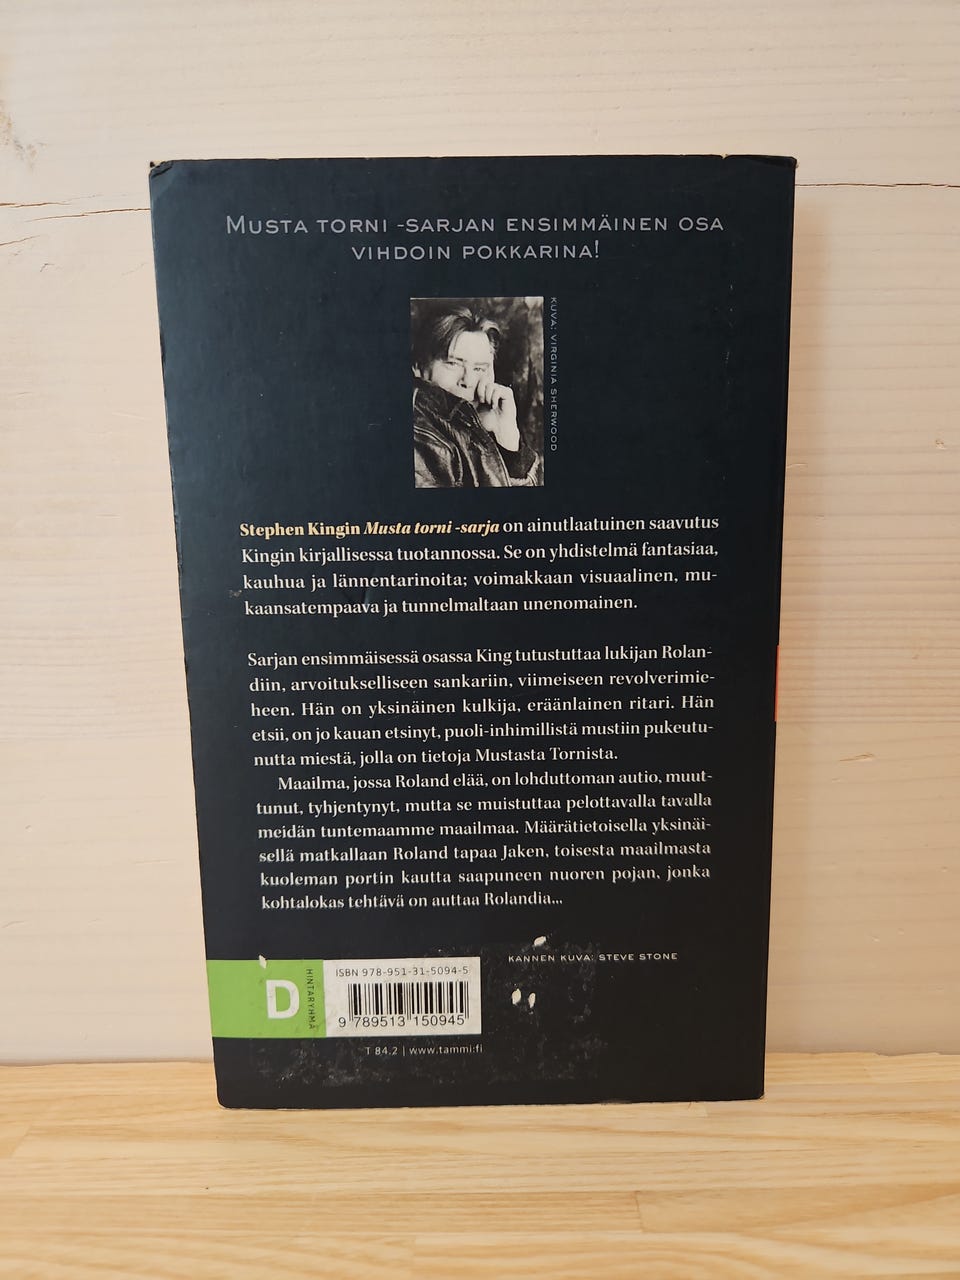 MUSTA TORNI -SARJAN ENSIMMÄINEN OSA
VIHDOIN POKKARINA!
KUVA: VIRGINIA SHERWOOD
Stephen Kingin Musta torni -sarja on ainutlaatuinen saavutus
Kingin kirjallisessa tuotannossa. Se on yhdistelmä fantasiaa,
kauhua ja lännentarinoita; voimakkaan visuaalinen, mu-
kaansatempaava ja tunnelmaltaan unenomainen.
Sarjan ensimmäisessä osassa King tutustuttaa lukijan Rolan-
diin, arvoitukselliseen sankariin, viimeiseen revolverimie-
heen. Hän on yksinäinen kulkija, eräänlainen ritari. Hän
etsii, on jo kauan etsinyt, puoli-inhimillistä mustiin pukeutu-
nutta miestä, jolla on tietoja Mustasta Tornista.
Maailma, jossa Roland elää, on lohduttoman autio, muut-
tunut, tyhjentynyt, mutta se muistuttaa pelottavalla tavalla
meidän tuntemaamme maailmaa. Määrätietoisella yksinäi-
sellä matkallaan Roland tapaa Jaken, toisesta maailmasta
kuoleman portin kautta saapuneen nuoren pojan, jonka
kohtalokas tehtävä on auttaa Rolandia...
KANNEN KUVA: STEVE STONE
D
HINTARYHMÄ
ISBN 978-951-31-5094-5
9 789513 150945
T 84.2 | www.tammi.fi